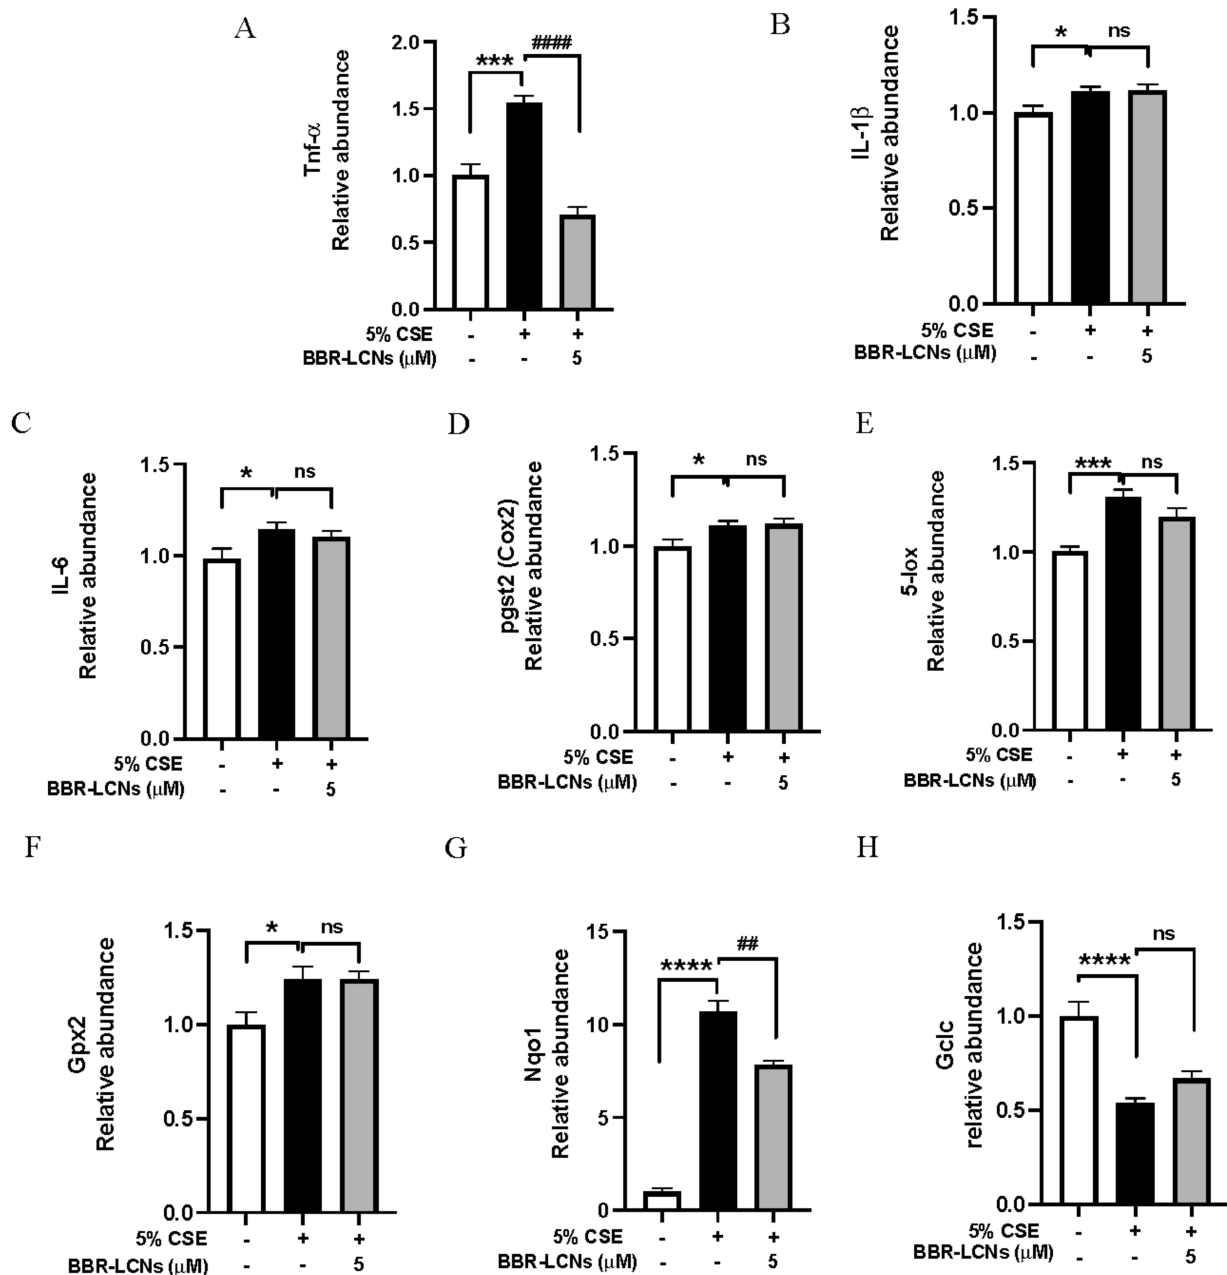 A
Tnf-α
Relative abundance
2.0
1.5
1.0
0.5
0.0
***
####
5% CSE - + +
BBR-LCNs (μM) - - 5
B
IL-1β
Relative abundance
1.5
1.0
0.5
0.0
*
ns
5% CSE - + +
BBR-LCNs (μM) - - 5
C
IL-6
Relative abundance
1.5
1.0
0.5
0.0
*
ns
5% CSE - + +
BBR-LCNs (μM) - - 5
D
pgst2 (Cox2)
Relative abundance
1.5
1.0
0.5
0.0
*
ns
5% CSE - + +
BBR-LCNs (μM) - - 5
E
5-lox
Relative abundance
1.5
1.0
0.5
0.0
***
ns
5% CSE - + +
BBR-LCNs (μM) - - 5
F
Gpx2
Relative abundance
1.5
1.0
0.5
0.0
*
ns
5% CSE - + +
BBR-LCNs (μM) - - 5
G
Nqo1
Relative abundance
15
10
5
0
****
##
5% CSE - + +
BBR-LCNs (μM) - - 5
H
Gclc
relative abundance
1.5
1.0
0.5
0.0
****
ns
5% CSE - + +
BBR-LCNs (μM) - - 5